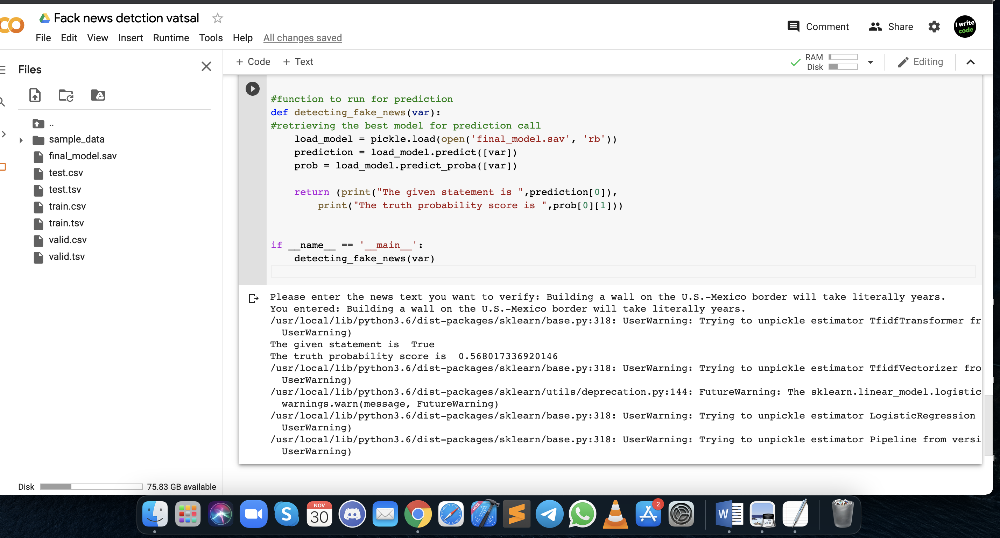 Fack news detction vatsal
Comment
Share
I write
code
File Edit View Insert Runtime Tools Help All changes saved
Files
+ Code + Text
RAM
Disk
Editing
..
sample_data
final_model.sav
test.csv
test.tsv
train.csv
train.tsv
valid.csv
valid.tsv
#function to run for prediction
def detecting_fake_news(var):
#retrieving the best model for prediction call
load_model = pickle.load(open('final_model.sav', 'rb'))
prediction = load_model.predict([var])
prob = load_model.predict_proba([var])
return (print("The given statement is ",prediction[0]),
print("The truth probability score is ",prob[0][1]))
if __name__ == '__main__':
detecting_fake_news(var)
Please enter the news text you want to verify: Building a wall on the U.S.-Mexico border will take literally years.
You entered: Building a wall on the U.S.-Mexico border will take literally years.
/usr/local/lib/python3.6/dist-packages/sklearn/base.py:318: UserWarning: Trying to unpickle estimator TfidfTransformer fr
UserWarning)
The given statement is  True
The truth probability score is  0.568017336920146
/usr/local/lib/python3.6/dist-packages/sklearn/base.py:318: UserWarning: Trying to unpickle estimator TfidfVectorizer fro
UserWarning)
/usr/local/lib/python3.6/dist-packages/sklearn/utils/deprecation.py:144: FutureWarning: The sklearn.linear_model.logistic
warnings.warn(message, FutureWarning)
/usr/local/lib/python3.6/dist-packages/sklearn/base.py:318: UserWarning: Trying to unpickle estimator LogisticRegression
UserWarning)
/usr/local/lib/python3.6/dist-packages/sklearn/base.py:318: UserWarning: Trying to unpickle estimator Pipeline from versi
UserWarning)
Disk 75.83 GB available
NOV
30
BETA
2
W